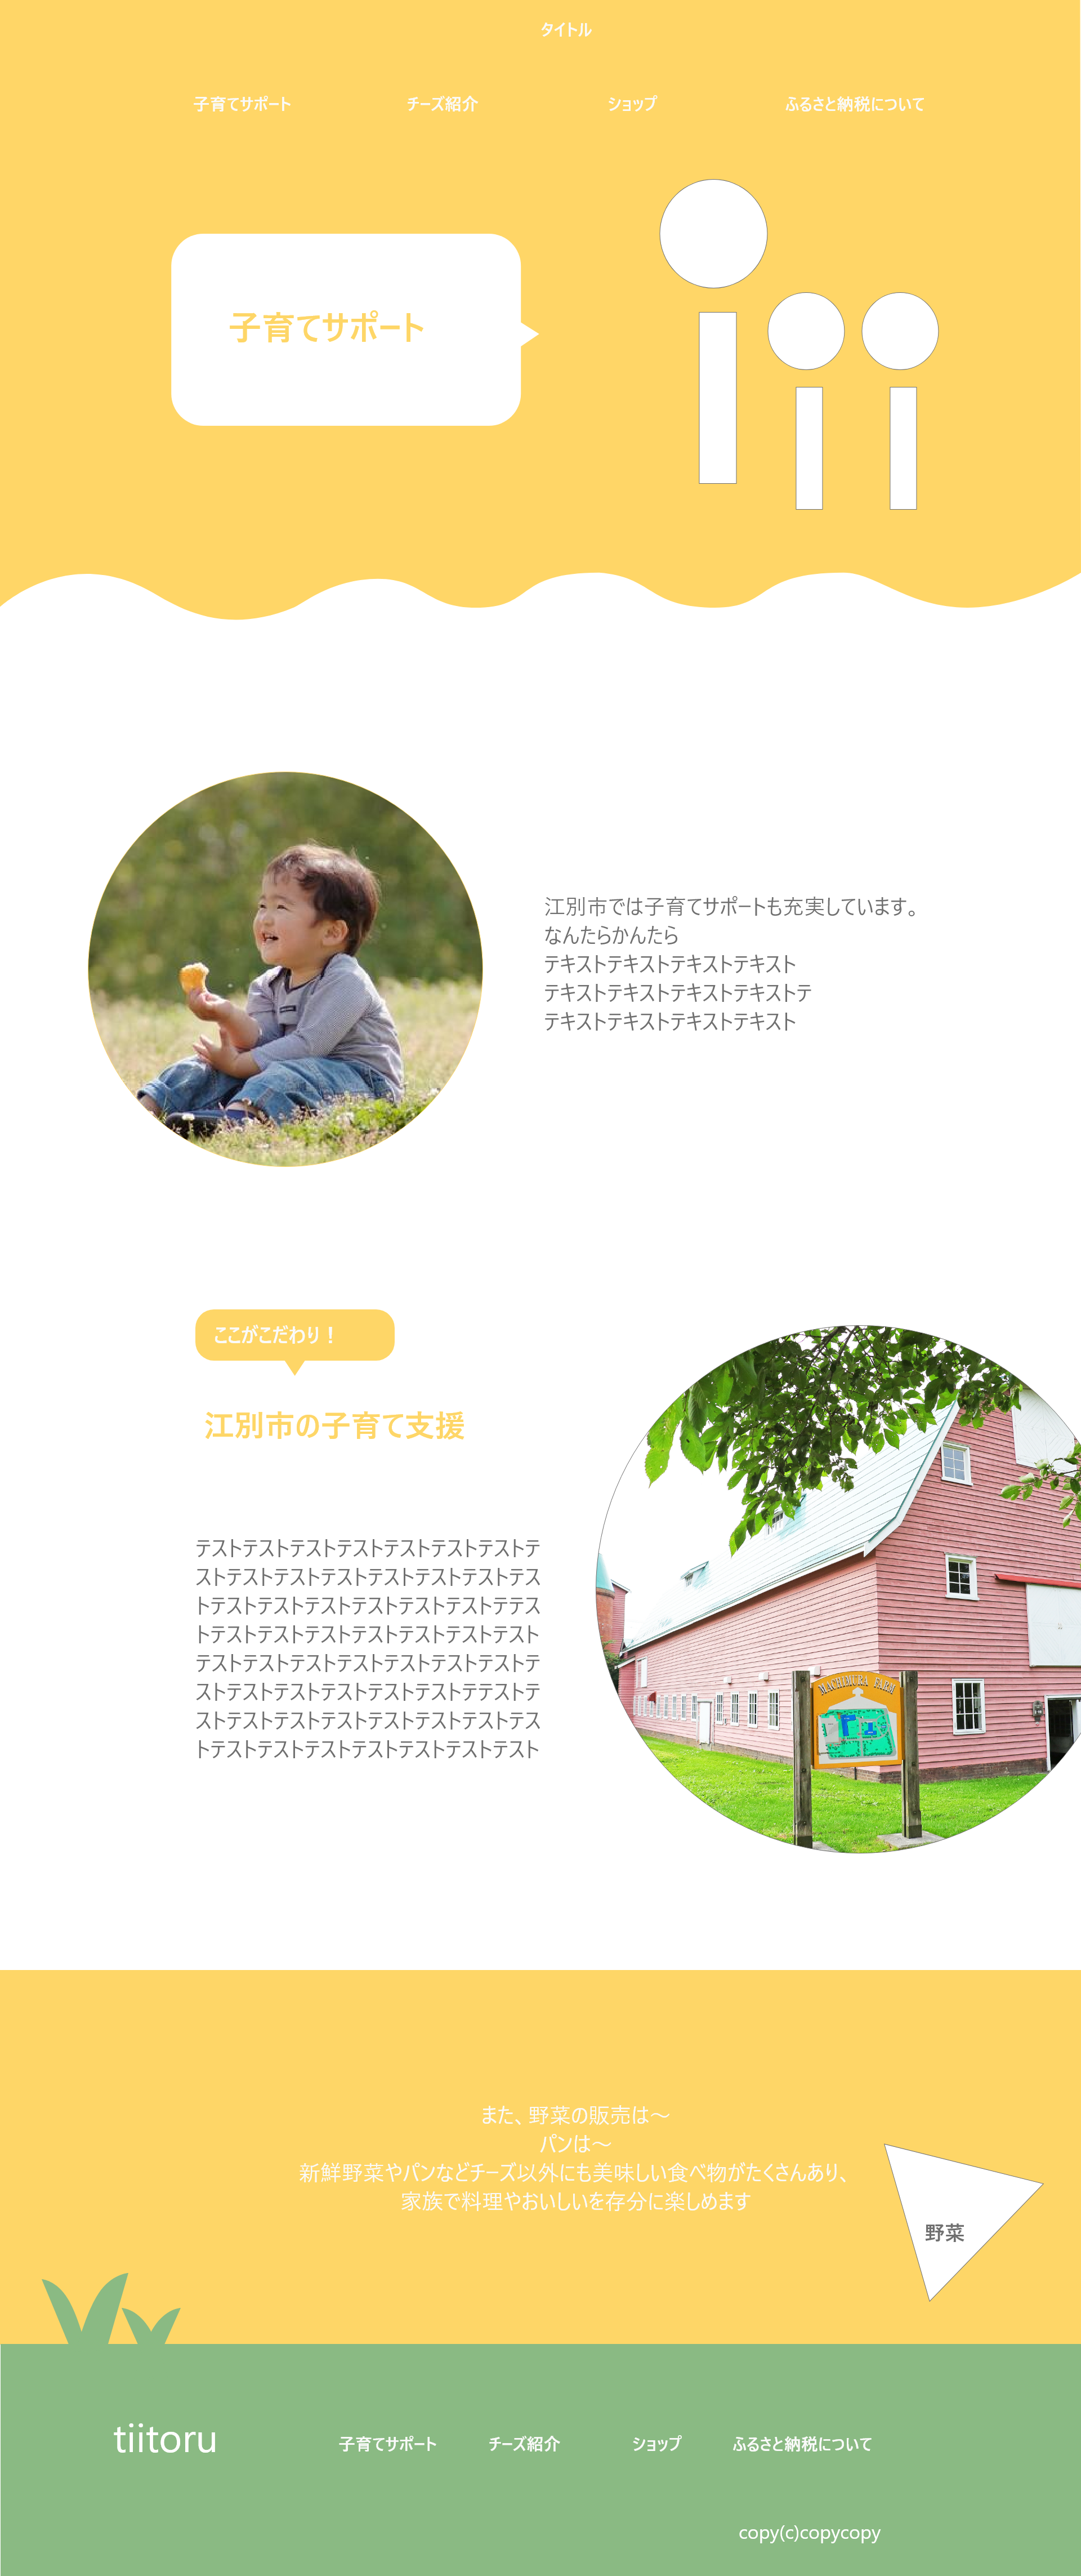 タイトル
子育てサポート
チーズ紹介
ショップ
ふるさと納税について
子育てサポート
江別市では子育てサポートも充実しています。
なんたらかんたら
テキストテキストテキストテキスト
テキストテキストテキストテキストテ
テキストテキストテキストテキスト
ここがこだわり！
江別市の子育て支援
テストテストテストテストテストテストテストテ
ストテストテストテストテストテストテストテス
トテストテストテストテストテストテストテテス
トテストテストテストテストテストテストテスト
テストテストテストテストテストテストテストテ
ストテストテストテストテストテストテテストテ
ストテストテストテストテストテストテストテス
トテストテストテストテストテストテストテスト
MACHIMURA FARM
また、野菜の販売は～
パンは～
新鮮野菜やパンなどチーズ以外にも美味しい食べ物がたくさんあり、
家族で料理やおいしいを存分に楽しめます
野菜
tiitoru
子育てサポート
チーズ紹介
ショップ
ふるさと納税について
copy(c)copycopy